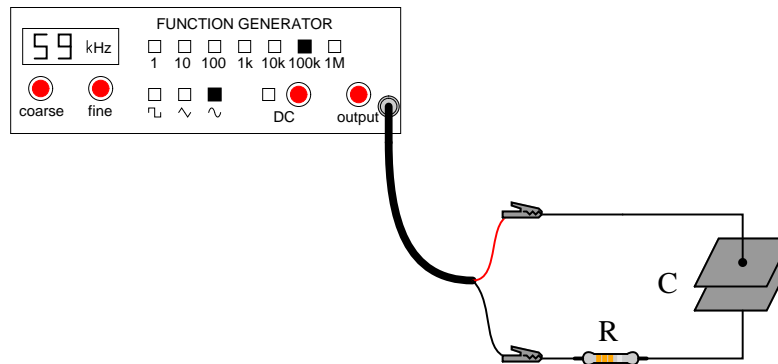 FUNCTION GENERATOR
59 kHz
1 10 100 1k 10k 100k 1M
coarse fine
DC output
C
R